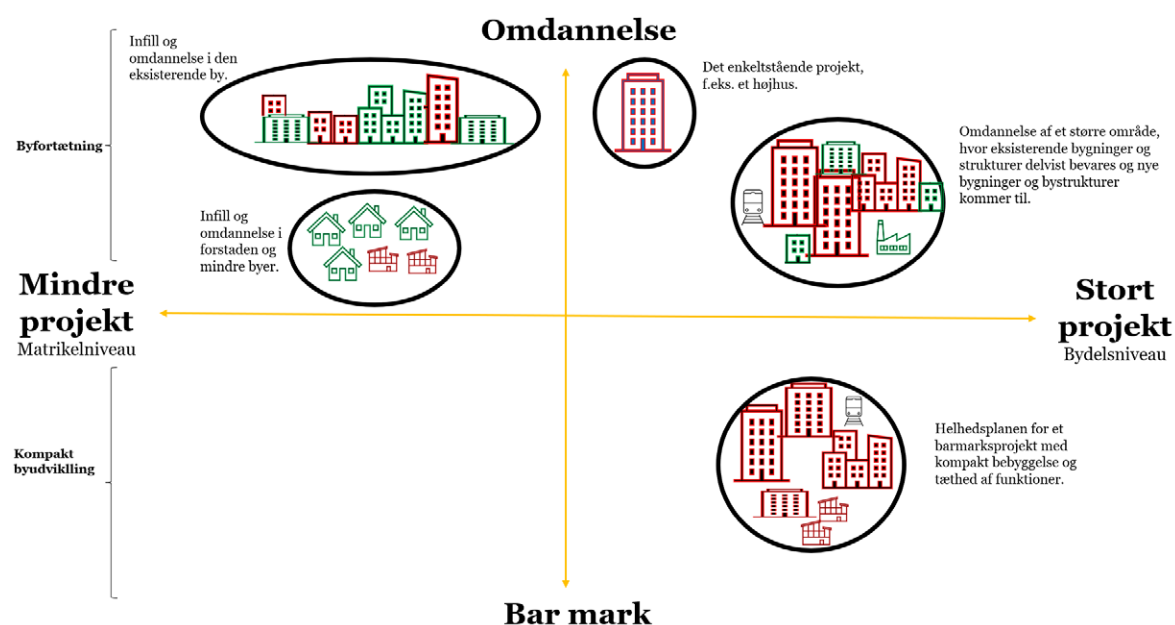 Omdannelse
Infill og
omdannelse i den
eksisterende by.
Det enkeltstående projekt,
f.eks. et højhus.
Byfortætning
Omdannelse af et større område,
hvor eksisterende bygninger og
strukturer delvist bevares og nye
bygninger og bystrukturer
kommer til.
Infill og
omdannelse i
forstaden og
mindre byer.
Mindre
projekt
Matrikelniveau
Stort
projekt
Bydelsniveau
Kompakt
byudviklling
Helhedsplanen for et
barmarksprojekt med
kompakt bebyggelse og
tæthed af funktioner.
Bar mark